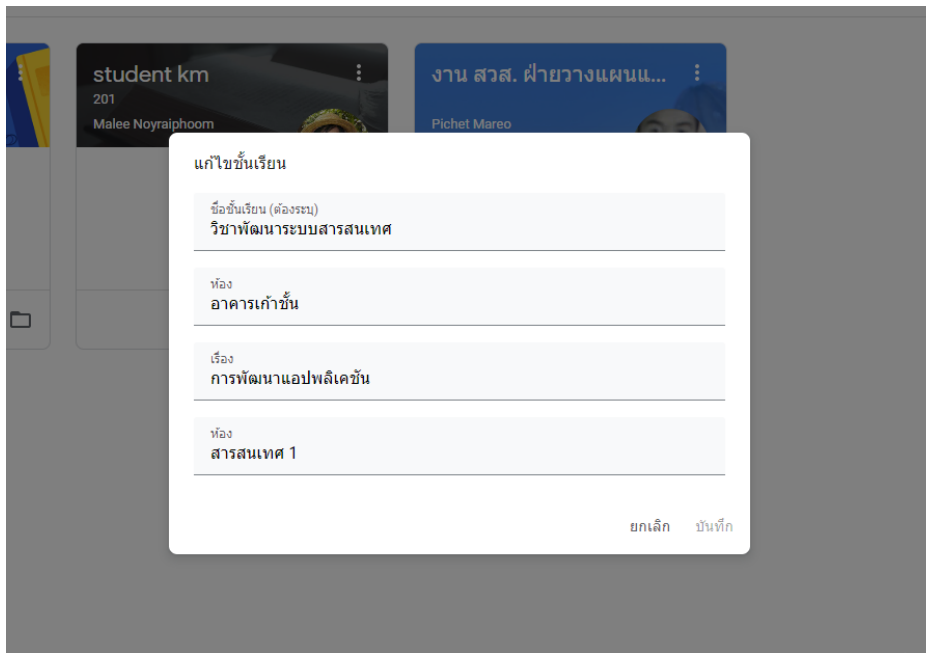 student km
201
Malee Noyraiphoom
งาน สวส. ฝ่ายวางแผนแ...
Pichet Mareo
แก้ไขชั้นเรียน
ชื่อชั้นเรียน (ต้องระบุ)
วิชาพัฒนาระบบสารสนเทศ
ห้อง
อาคารเก้าชั้น
เรื่อง
การพัฒนาแอปพลิเคชัน
ห้อง
สารสนเทศ 1
ยกเลิก บันทึก